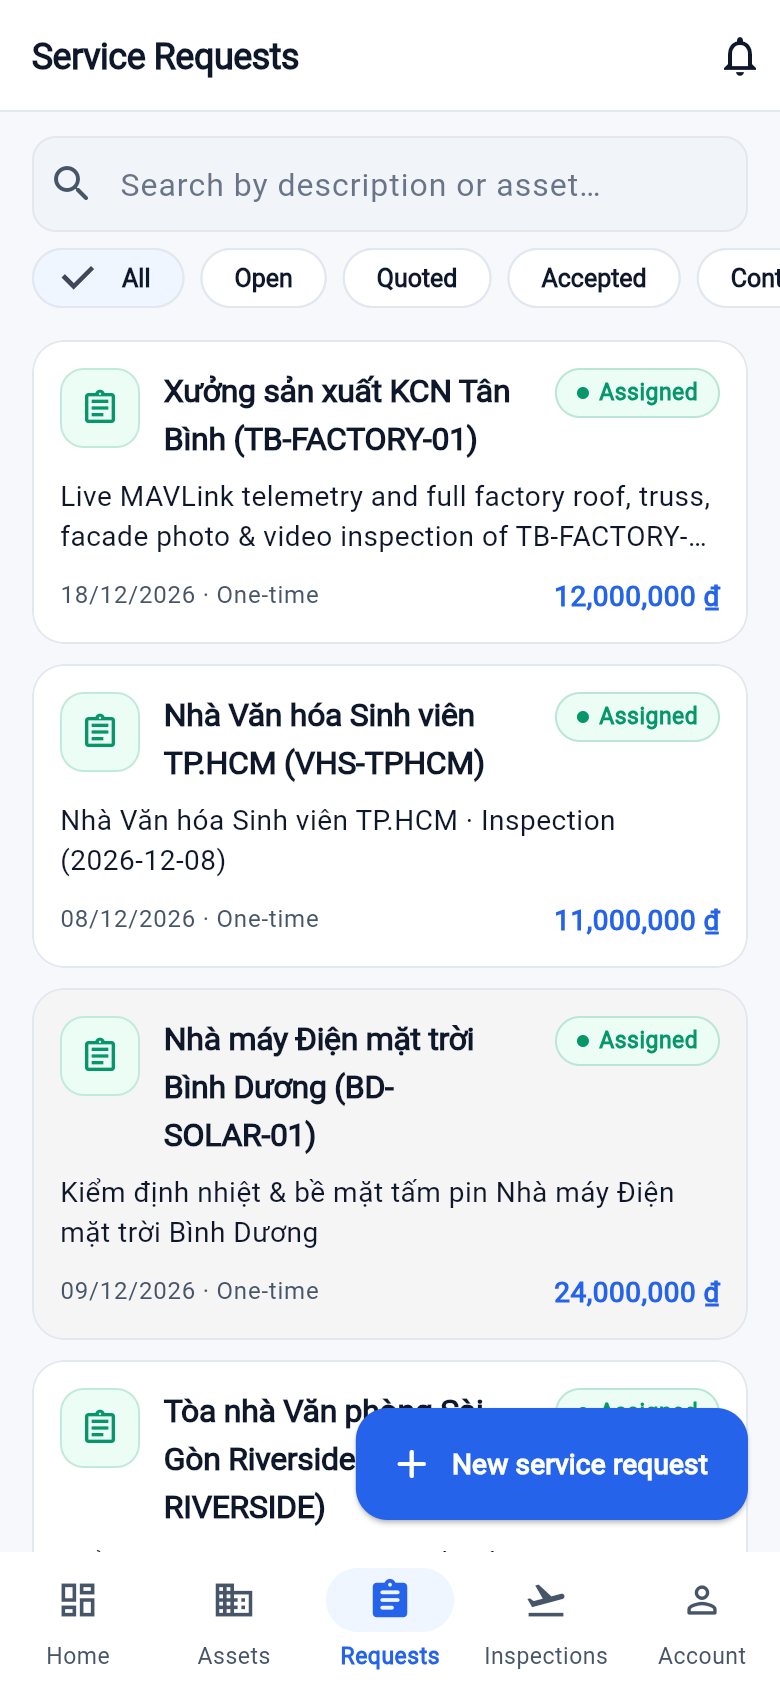 Service Requests
Search by description or asset…
All
Open
Quoted
Accepted
Cont
Xưởng sản xuất KCN Tân
Bình (TB-FACTORY-01)
Assigned
Live MAVLink telemetry and full factory roof, truss,
facade photo & video inspection of TB-FACTORY-…
18/12/2026 · One-time
12,000,000 ₫
Nhà Văn hóa Sinh viên
TP.HCM (VHS-TPHCM)
Assigned
Nhà Văn hóa Sinh viên TP.HCM · Inspection
(2026-12-08)
08/12/2026 · One-time
11,000,000 ₫
Nhà máy Điện mặt trời
Bình Dương (BD-
SOLAR-01)
Assigned
Kiểm định nhiệt & bề mặt tấm pin Nhà máy Điện
mặt trời Bình Dương
09/12/2026 · One-time
24,000,000 ₫
Tòa nhà Văn phòng Sài
Gòn Riverside
RIVERSIDE)
Assigned
New service request
Home
Assets
Requests
Inspections
Account